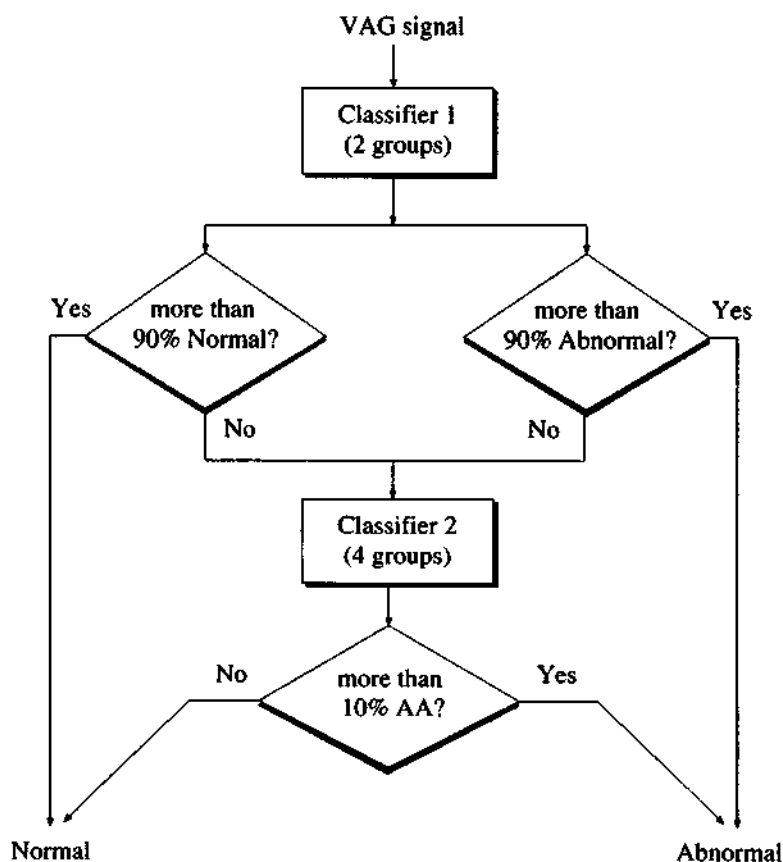 VAG signal
Classifier 1
(2 groups)
Yes
more than
90% Normal?
more than
90% Abnormal?
Yes
No
No
Classifier 2
(4 groups)
No
more than
10% AA?
Yes
Normal
Abnormal